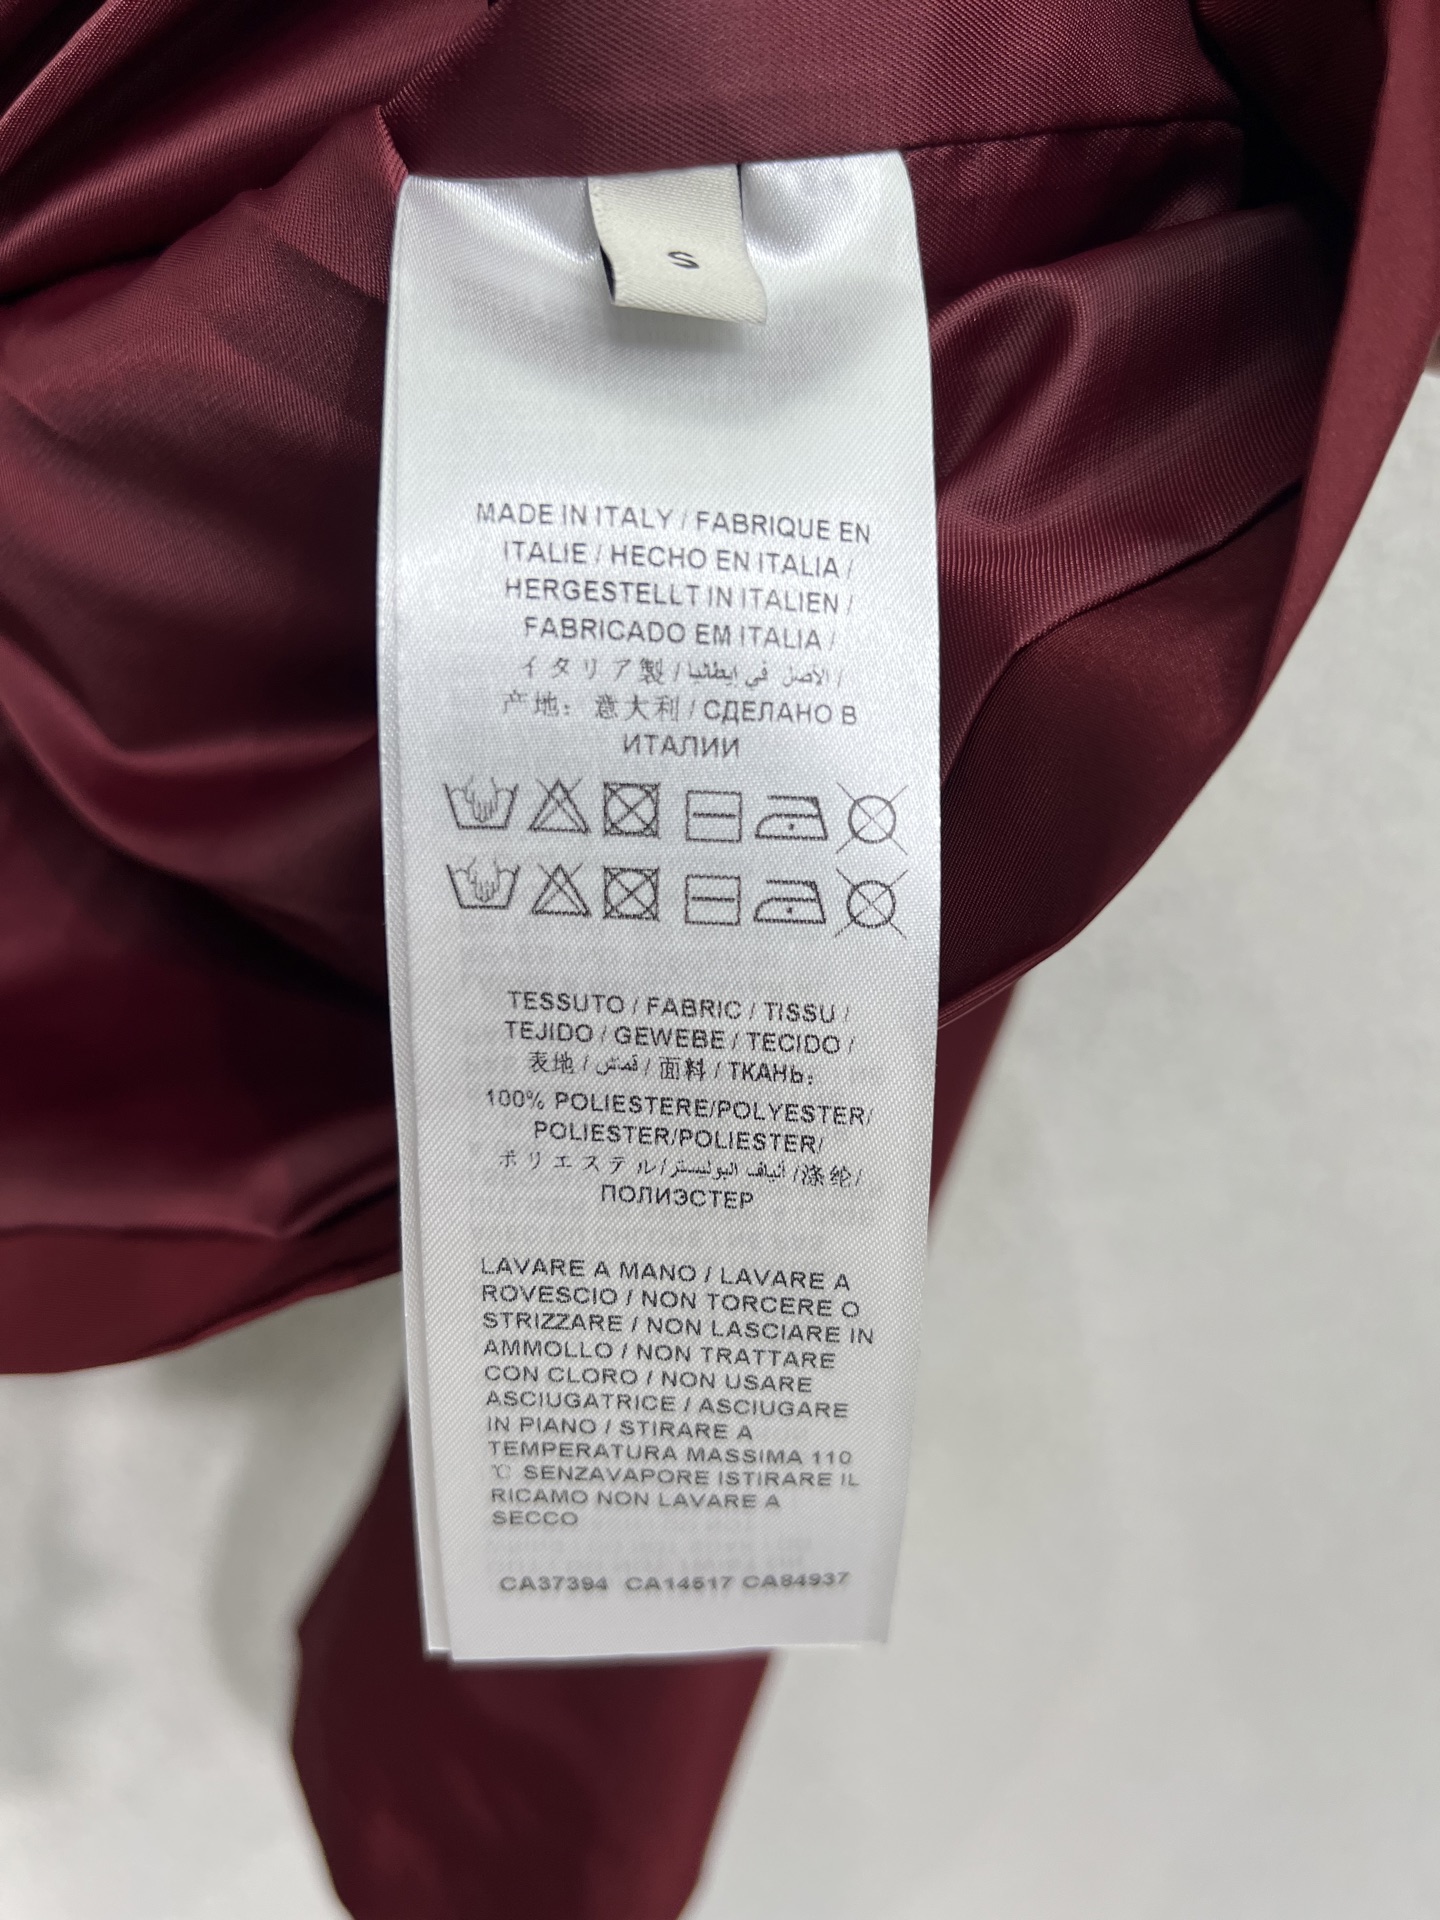 S
MADE IN ITALY / FABRIQUE EN
ITALIE / HECHO EN ITALIA /
HERGESTELLT IN ITALIEN /
FABRICADO EM ITALIA /
イタリア製 / الأصل في إيطاليا /
产地：意大利 / СДЕЛАНО В
ИТАЛИИ
TESSUTO / FABRIC / TISSU /
TEJIDO / GEWEBE / TECIDO /
表地 / قماش / 面料 / ТКАНЬ:
100% POLIESTERE/POLYESTER/
POLIESTER/POLIESTER/
ポリエステル/ألياف البوليستر/涤纶/
ПОЛИЭСТЕР
LAVARE A MANO / LAVARE A
ROVESCIO / NON TORCERE O
STRIZZARE / NON LASCIARE IN
AMMOLLO / NON TRATTARE
CON CLORO / NON USARE
ASCIUGATRICE / ASCIUGARE
IN PIANO / STIRARE A
TEMPERATURA MASSIMA 110
℃ SENZAVAPORE ISTIRARE IL
RICAMO NON LAVARE A
SECCO
CA37394 CA14517 CA84937